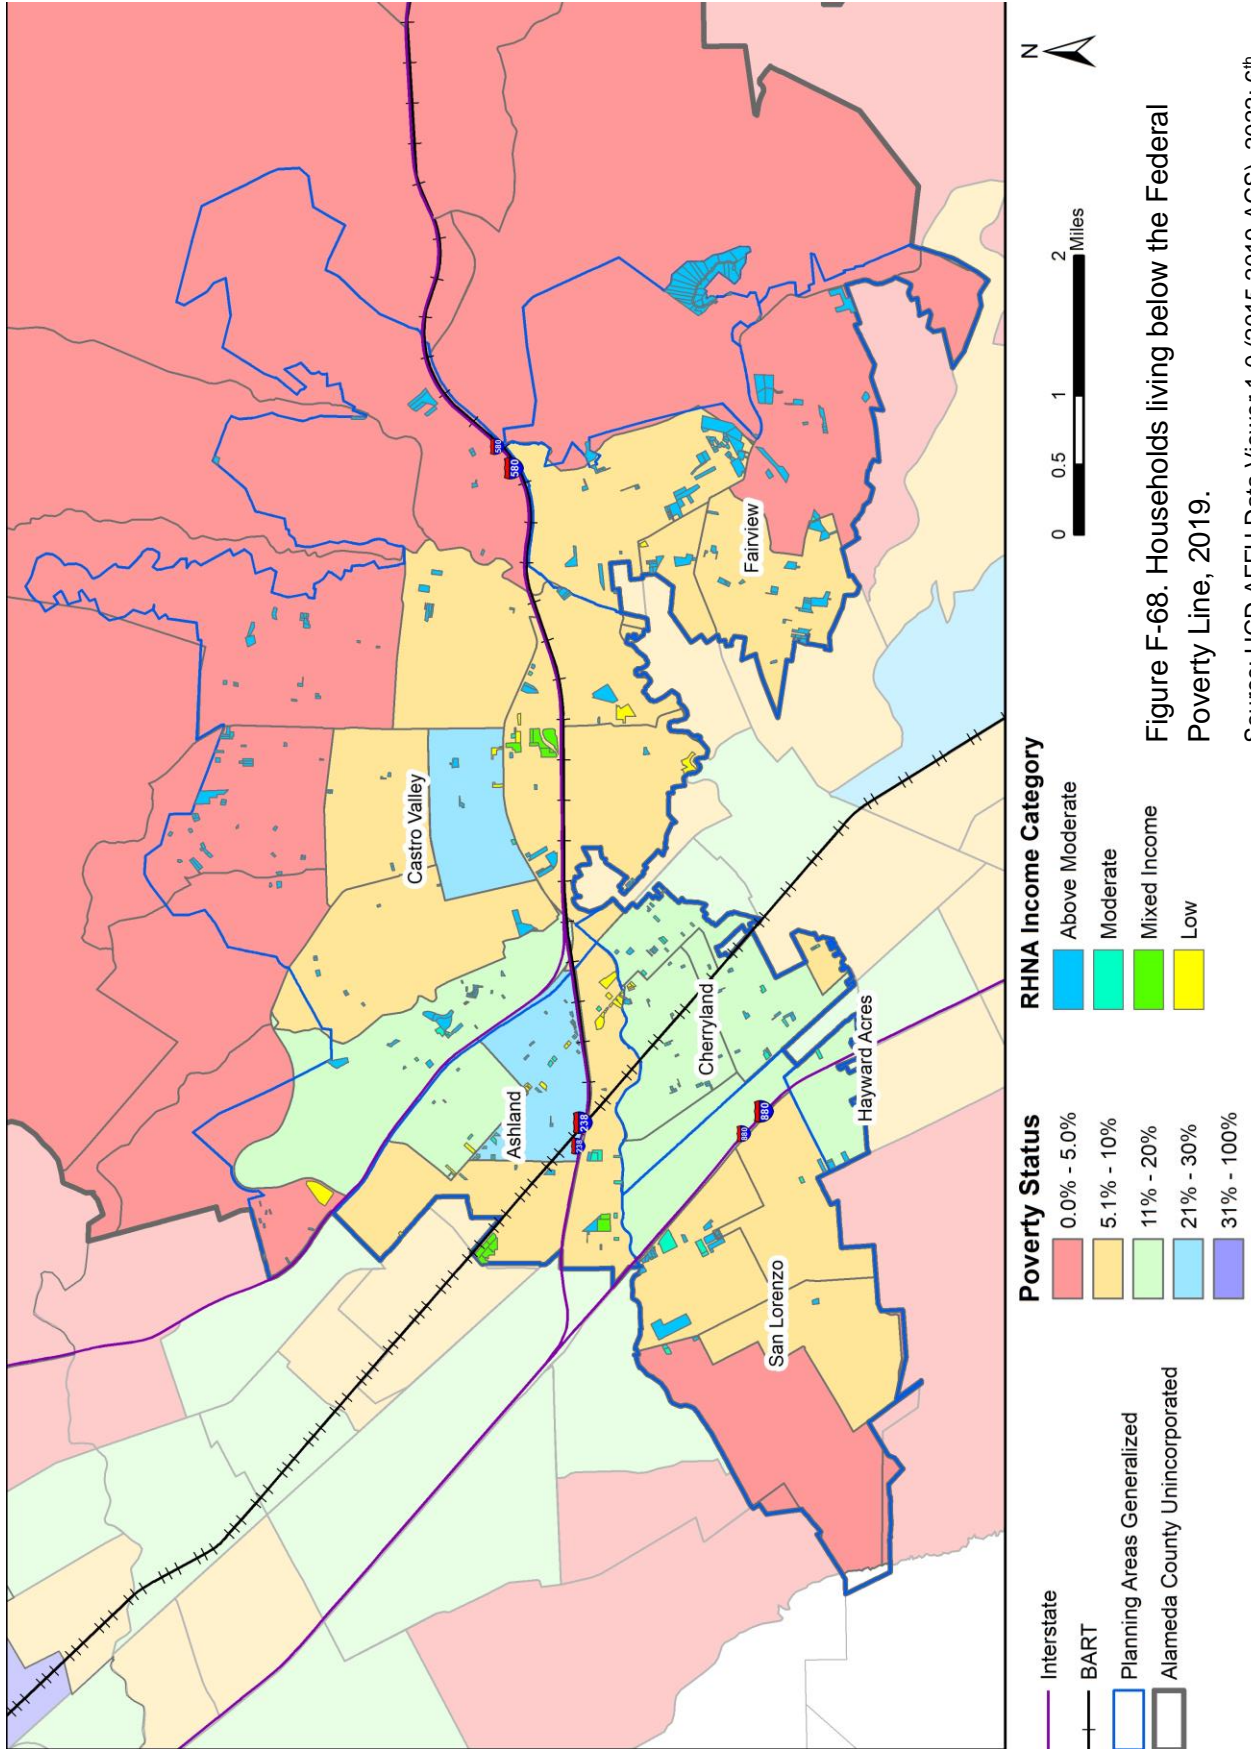 580
580
Castro Valley
Fairview
Ashland
238
238
Cherryland
880
880
Hayward Acres
San Lorenzo
N
Interstate
BART
Planning Areas Generalized
Alameda County Unincorporated
Poverty Status
0.0% - 5.0%
5.11% - 10%
11% - 20%
21% - 30%
31% - 100%
RHNA Income Category
Above Moderate
Moderate
Mixed Income
Low
0 0.5 1 2
Miles
Figure F-68. Households living below the Federal
Poverty Line, 2019.